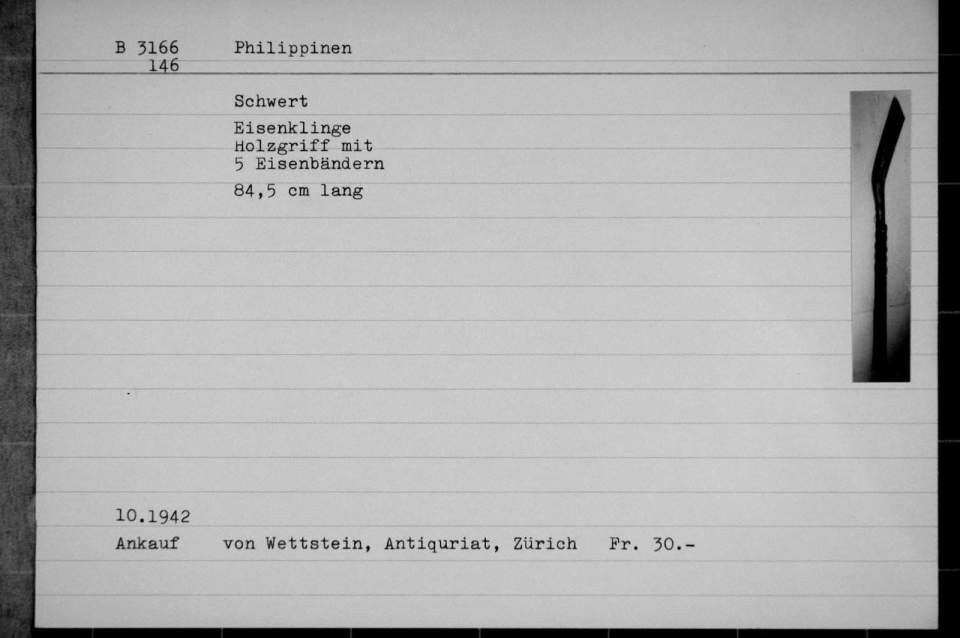 B 3166 Philippinen
146
Schwert
Eisenklinge
Holzgriff mit
5 Eisenbändern
84,5 cm lang
10.1942
Ankauf von Wettstein, Antiquriat, Zürich Fr. 30.-